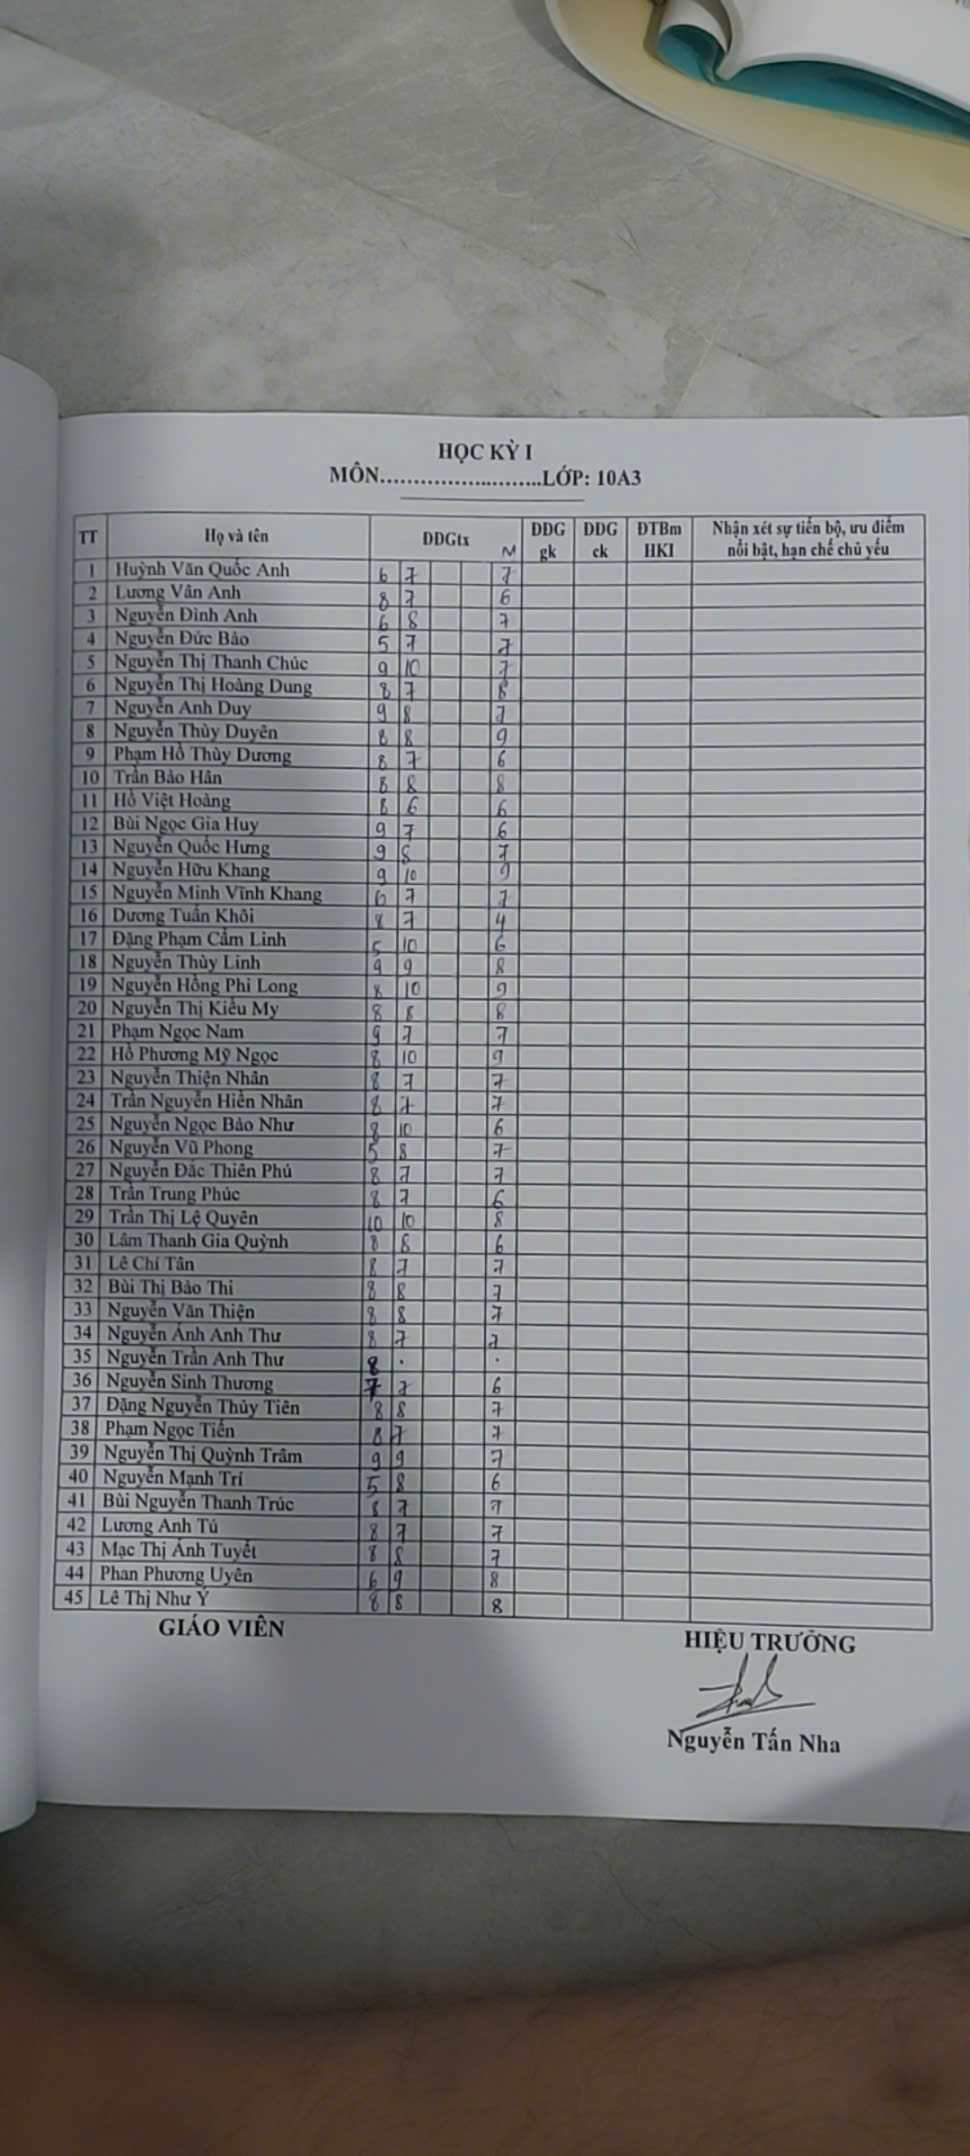 HỌC KỲ I
MÔN............................LỚP: 10A3
TT Họ và tên ĐĐGtx M ĐĐG gk ĐĐG ck ĐTBm HKI Nhận xét sự tiến bộ, ưu điểm nổi bật, hạn chế chủ yếu
1 Huỳnh Văn Quốc Anh 6 7 7
2 Lương Vân Anh 8 7 6
3 Nguyễn Đình Anh 6 8 7
4 Nguyễn Đức Bảo 5 7 7
5 Nguyễn Thị Thanh Chúc 9 10 7
6 Nguyễn Thị Hoàng Dung 8 7 8
7 Nguyễn Anh Duy 9 8 7
8 Nguyễn Thùy Duyên 8 8 9
9 Phạm Hồ Thùy Dương 8 7 6
10 Trần Bảo Hân 8 8 8
11 Hồ Việt Hoàng 8 6 6
12 Bùi Ngọc Gia Huy 9 7 6
13 Nguyễn Quốc Hưng 9 8 7
14 Nguyễn Hữu Khang 9 10 9
15 Nguyễn Minh Vĩnh Khang 6 7 7
16 Dương Tuấn Khôi 8 7 4
17 Đặng Phạm Cẩm Linh 5 10 6
18 Nguyễn Thùy Linh 9 9 8
19 Nguyễn Hồng Phi Long 8 10 9
20 Nguyễn Thị Kiều My 8 8 8
21 Phạm Ngọc Nam 9 7 7
22 Hồ Phương Mỹ Ngọc 8 10 9
23 Nguyễn Thiện Nhân 8 7 7
24 Trần Nguyễn Hiền Nhân 8 7 7
25 Nguyễn Ngọc Bảo Như 8 10 6
26 Nguyễn Vũ Phong 5 8 7
27 Nguyễn Đắc Thiên Phú 8 7 7
28 Trần Trung Phúc 8 7 6
29 Trần Thị Lệ Quyên 10 10 8
30 Lâm Thanh Gia Quỳnh 8 8 6
31 Lê Chí Tân 8 7 7
32 Bùi Thị Bảo Thi 8 8 7
33 Nguyễn Văn Thiện 8 8 7
34 Nguyễn Ánh Anh Thư 8 7 7
35 Nguyễn Trần Anh Thư 8 . .
36 Nguyễn Sinh Thương 7 7 6
37 Đặng Nguyễn Thủy Tiên 8 8 7
38 Phạm Ngọc Tiến 8 7 7
39 Nguyễn Thị Quỳnh Trâm 9 9 7
40 Nguyễn Mạnh Trí 5 8 6
41 Bùi Nguyễn Thanh Trúc 8 7 7
42 Lương Anh Tú 8 7 7
43 Mạc Thị Ánh Tuyết 8 8 7
44 Phan Phương Uyên 6 9 8
45 Lê Thị Như Ý 8 8 8
GIÁO VIÊN HIỆU TRƯỞNG
Nguyễn Tấn Nha